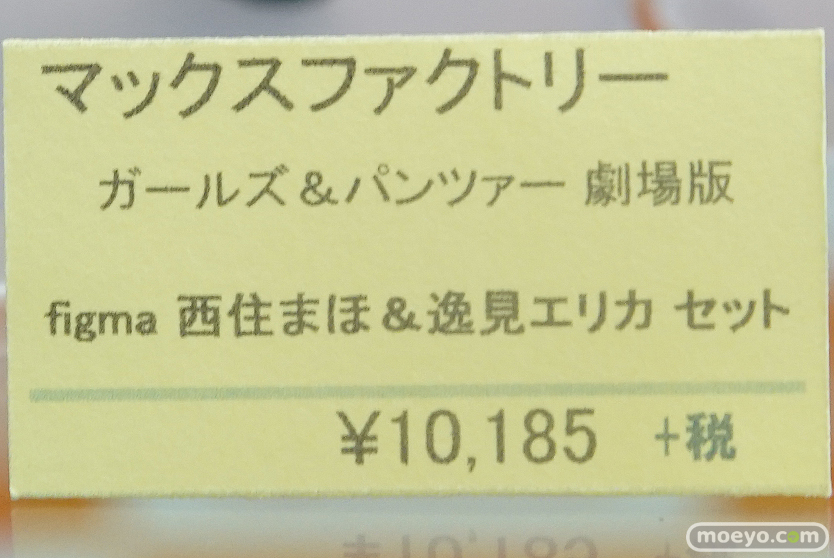 マックスファクトリー
ガールズ&パンツァー 劇場版
figma 西住まほ&逸見エリカ セット
¥10,185 +税
moeyo.com